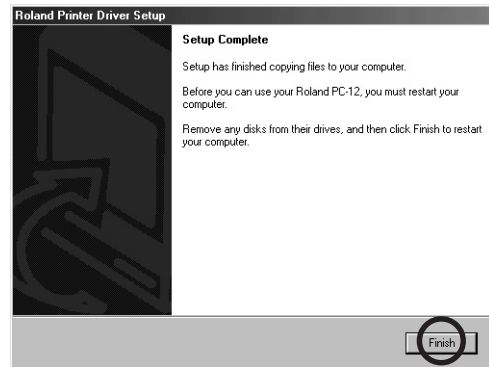 Roland Printer Driver Setup
Setup Complete
Setup has finished copying files to your computer.
Before you can use your Roland PC-12, you must restart your
computer.
Remove any disks from their drives, and then click Finish to restart
your computer.
Finish